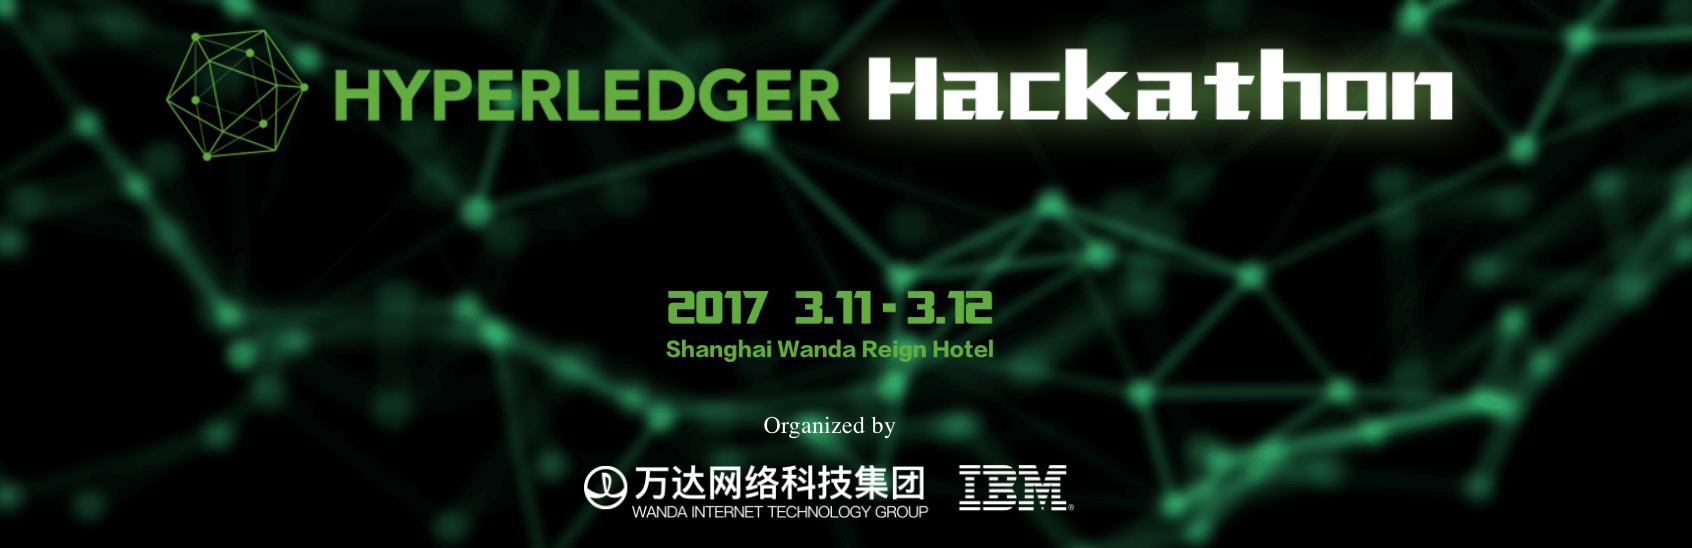 HYPERLEDGER Hackathon
2017 3.11-3.12
Shanghai Wanda Reign Hotel
Organized by
万达网络科技集团 IBM®
WANDA INTERNET TECHNOLOGY GROUP